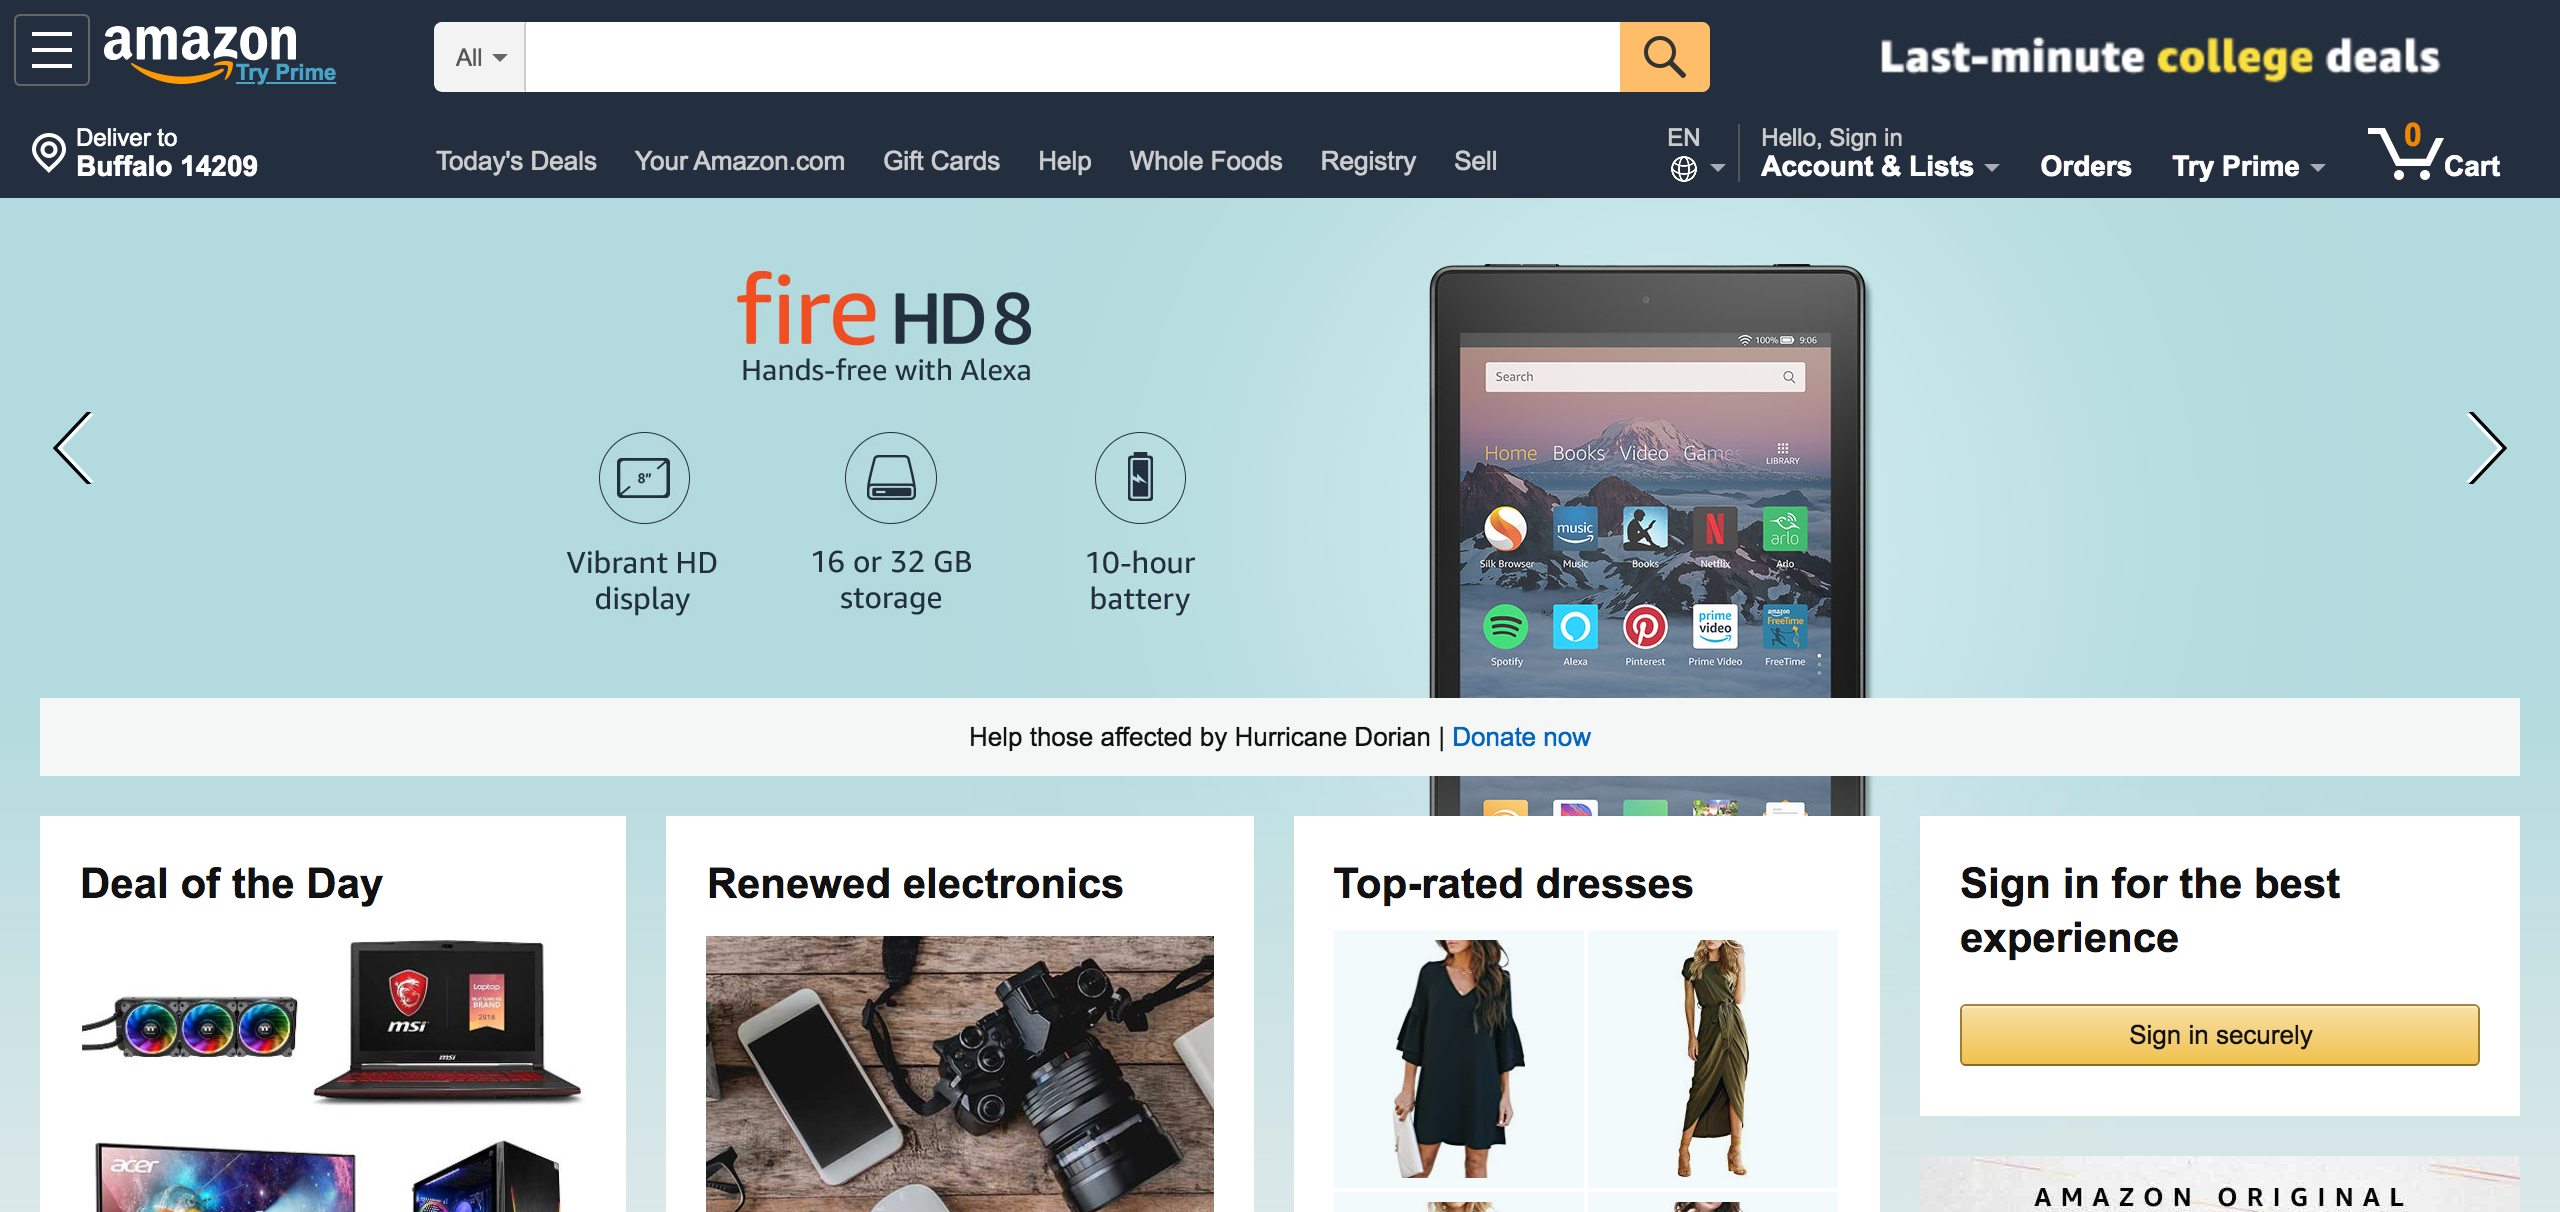 amazon
Try Prime
All
Last-minute college deals
Deliver to
Buffalo 14209
Today's Deals
Your Amazon.com
Gift Cards
Help
Whole Foods
Registry
Sell
EN
Hello, Sign in
Account & Lists
Orders
Try Prime
0
Cart
fire HD 8
Hands-free with Alexa
8"
Vibrant HD
display
16 or 32 GB
storage
10-hour
battery
100% 9:06
Search
Home Books Video Games
LIBRARY
music
arlo
Silk Browser Music Books Netflix Arlo
prime
video
amazon
FreeTime
Spotify Alexa Pinterest Prime Video FreeTime
Help those affected by Hurricane Dorian | Donate now
Deal of the Day
msi
Laptop
BRAND
2018
msi
acer
Renewed electronics
Top-rated dresses
Sign in for the best
experience
Sign in securely
AMAZON ORIGINAL